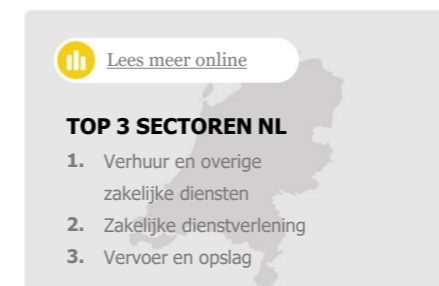 Lees meer online
TOP 3 SECTOREN NL
1. Verhuur en overige
zakelijke diensten
2. Zakelijke dienstverlening
3. Vervoer en opslag